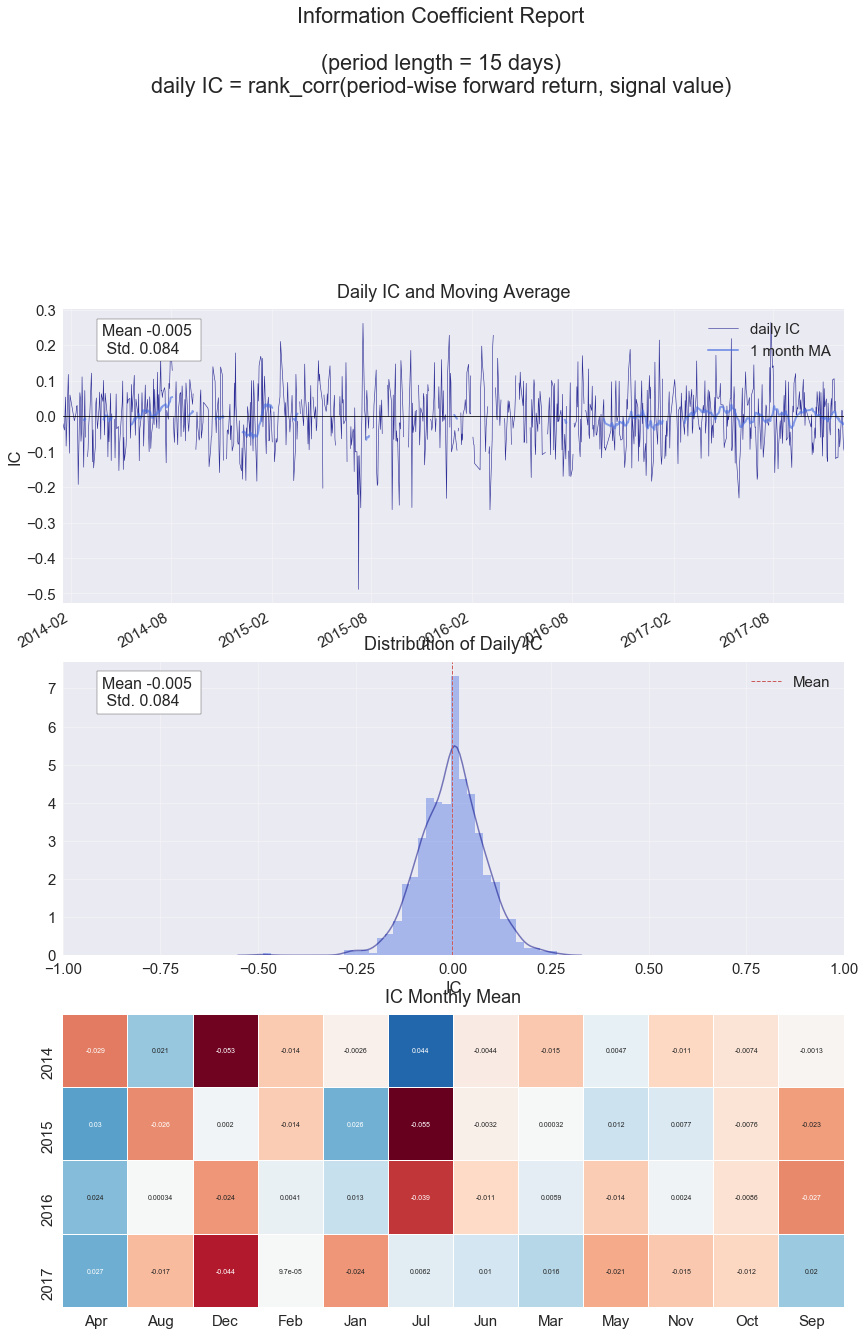 Information Coefficient Report
(period length = 15 days)
daily IC = rank_corr(period-wise forward return, signal value)
Daily IC and Moving Average
Mean -0.005
Std. 0.084
daily IC
1 month MA
0.3
0.2
0.1
0.0
−0.1
−0.2
−0.3
−0.4
−0.5
IC
2014-02 2014-08 2015-02 2015-08 2016-02 2016-08 2017-02 2017-08
Distribution of Daily IC
Mean -0.005
Std. 0.084
Mean
7
6
5
4
3
2
1
0
−1.00 −0.75 −0.50 −0.25 0.00 0.25 0.50 0.75 1.00
IC
IC Monthly Mean
2014 -0.029 0.021 -0.053 -0.014 -0.0026 0.044 -0.0044 -0.015 0.0047 -0.011 -0.0074 -0.0013
2015 0.03 -0.026 0.002 -0.014 0.026 -0.055 -0.0032 0.00032 0.012 0.0077 -0.0076 -0.023
2016 0.024 0.00034 -0.024 0.0041 0.013 -0.039 -0.011 0.0059 -0.014 0.0024 -0.0086 -0.027
2017 0.027 -0.017 -0.044 9.7e-05 -0.024 0.0062 0.01 0.016 -0.021 -0.015 -0.012 0.02
Apr Aug Dec Feb Jan Jul Jun Mar May Nov Oct Sep